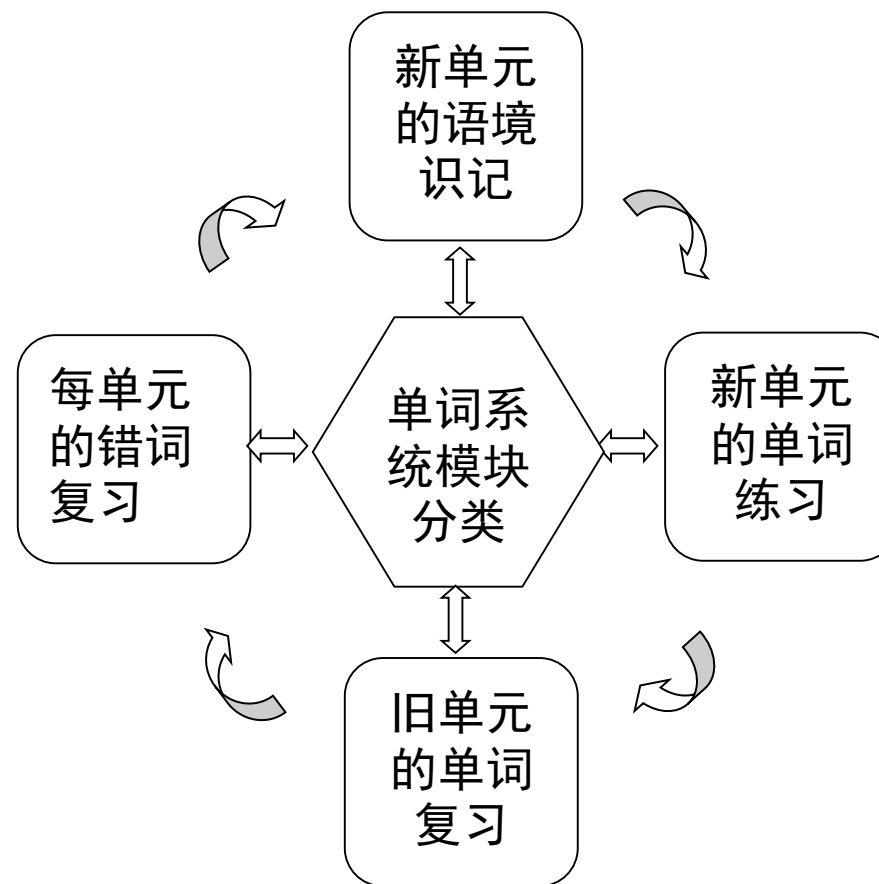 新单元
的语境
识记
每单元
的错词
复习
单词系
统模块
分类
新单元
的单词
练习
旧单元
的单词
复习